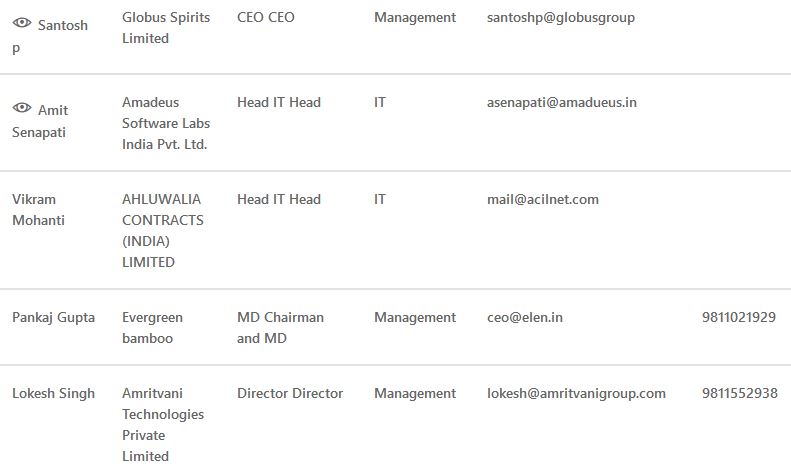 Santosh Globus Spirits CEO CEO Management santoshp@globusgroup
p Limited
Amit Amadeus Head IT Head IT asenapati@amadueus.in
Senapati Software Labs
India Pvt. Ltd.
Vikram AHLUWALIA Head IT Head IT mail@acilnet.com
Mohanti CONTRACTS
(INDIA)
LIMITED
Pankaj Gupta Evergreen MD Chairman Management ceo@elen.in 9811021929
bamboo and MD
Lokesh Singh Amritvani Director Director Management lokesh@amritvanigroup.com 9811552938
Technologies
Private
Limited